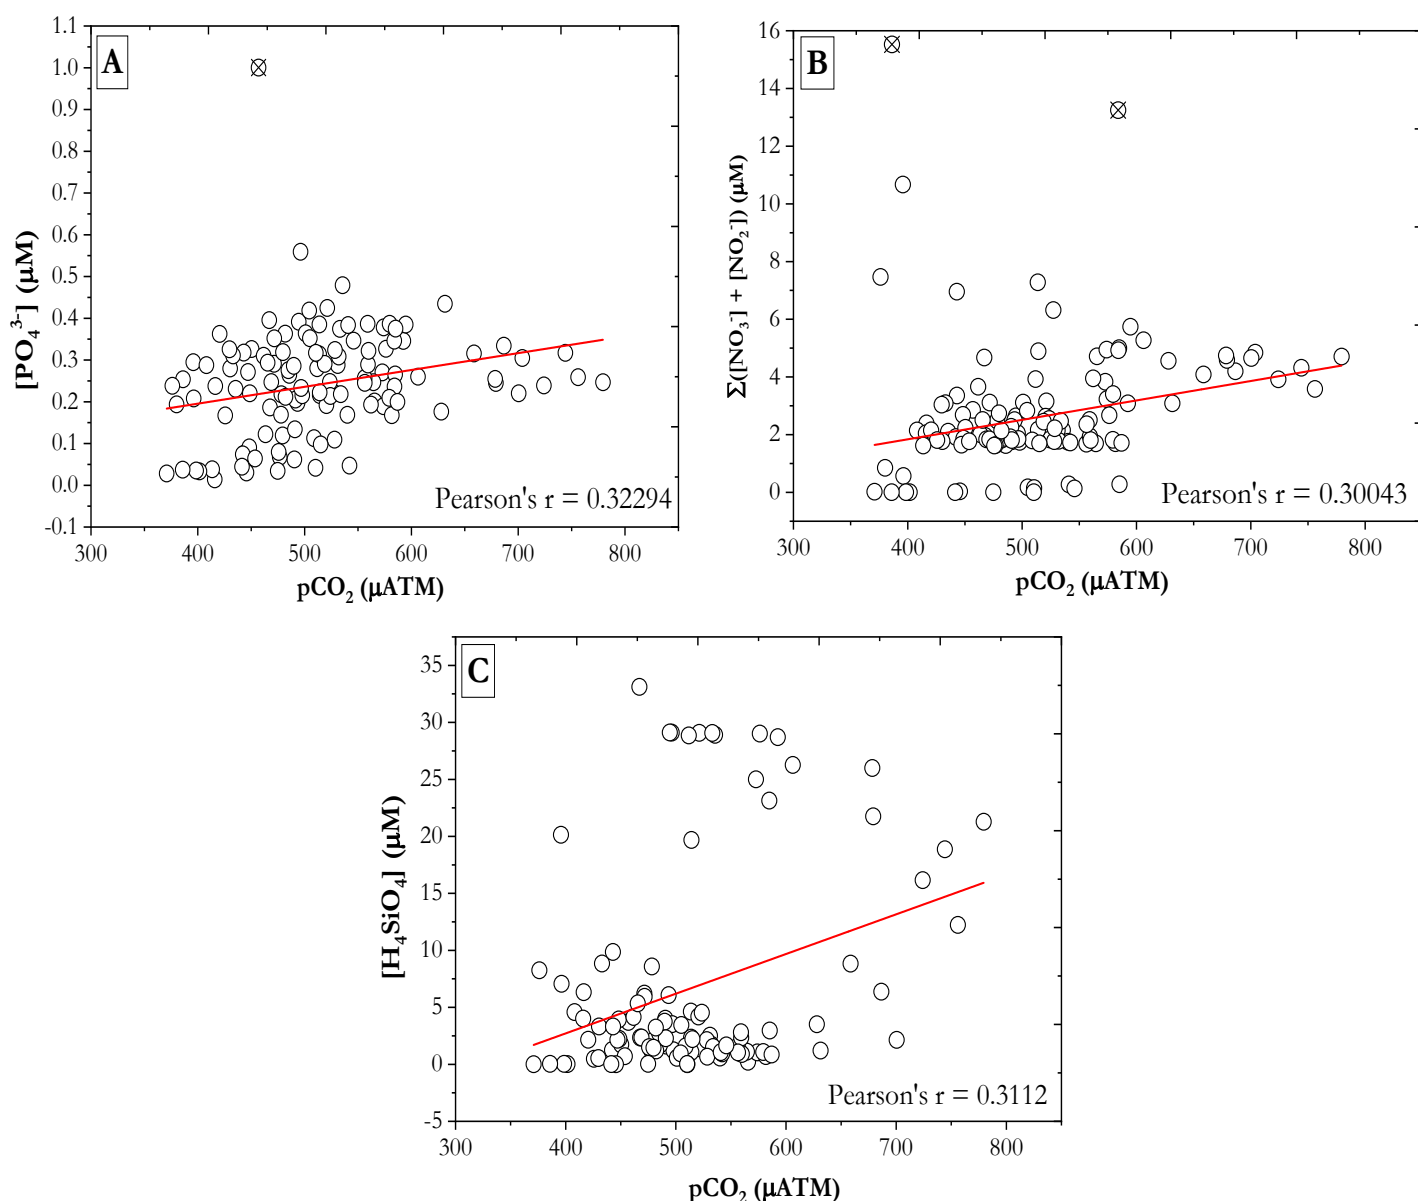 A
1.1
1.0
0.9
0.8
0.7
0.6
0.5
0.4
0.3
0.2
0.1
0.0
-0.1
[PO₄³⁻] (μM)
Pearson's r = 0.32294
300 400 500 600 700 800
pCO₂ (μATM)
B
16
14
12
10
8
6
4
2
0
Σ([NO₃⁻] + [NO₂⁻]) (μM)
Pearson's r = 0.30043
300 400 500 600 700 800
pCO₂ (μATM)
C
35
30
25
20
15
10
5
0
-5
[H₄SiO₄] (μM)
Pearson's r = 0.3112
300 400 500 600 700 800
pCO₂ (μATM)